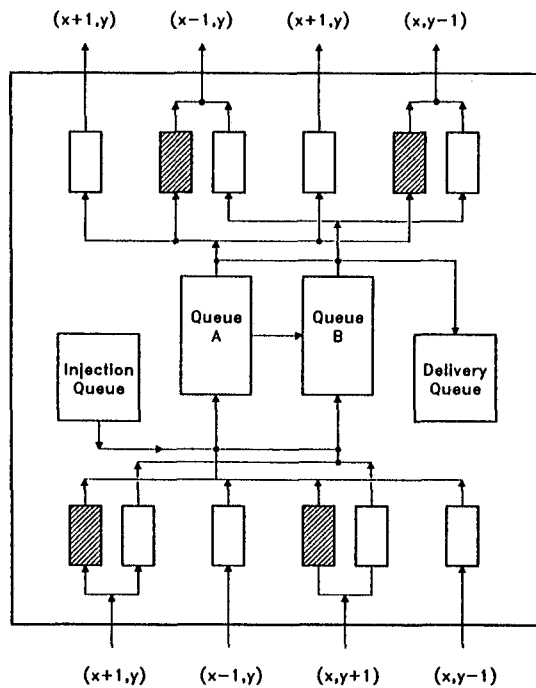 (x+1,y) (x-1,y) (x+1,y) (x,y-1)
Queue
A
Queue
B
Injection
Queue
Delivery
Queue
(x+1,y) (x-1,y) (x,y+1) (x,y-1)